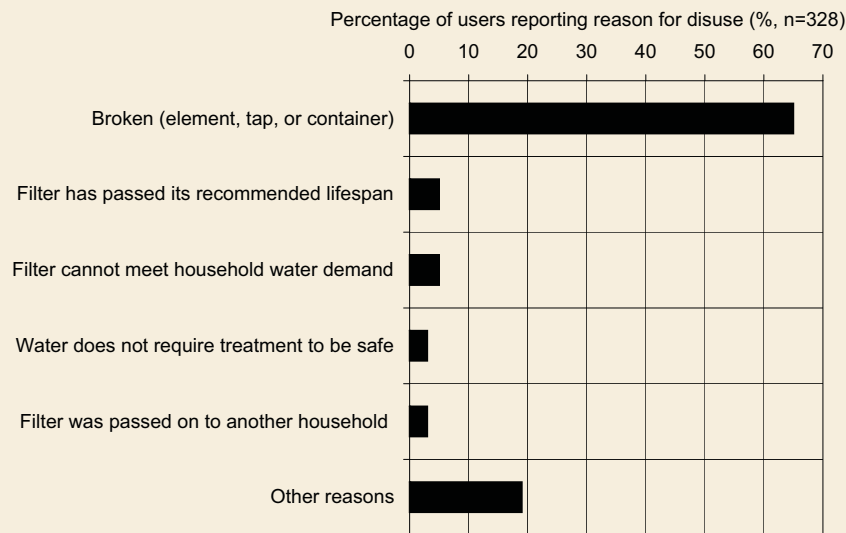 Percentage of users reporting reason for disuse (%, n=328)
0 10 20 30 40 50 60 70
Broken (element, tap, or container)
Filter has passed its recommended lifespan
Filter cannot meet household water demand
Water does not require treatment to be safe
Filter was passed on to another household
Other reasons